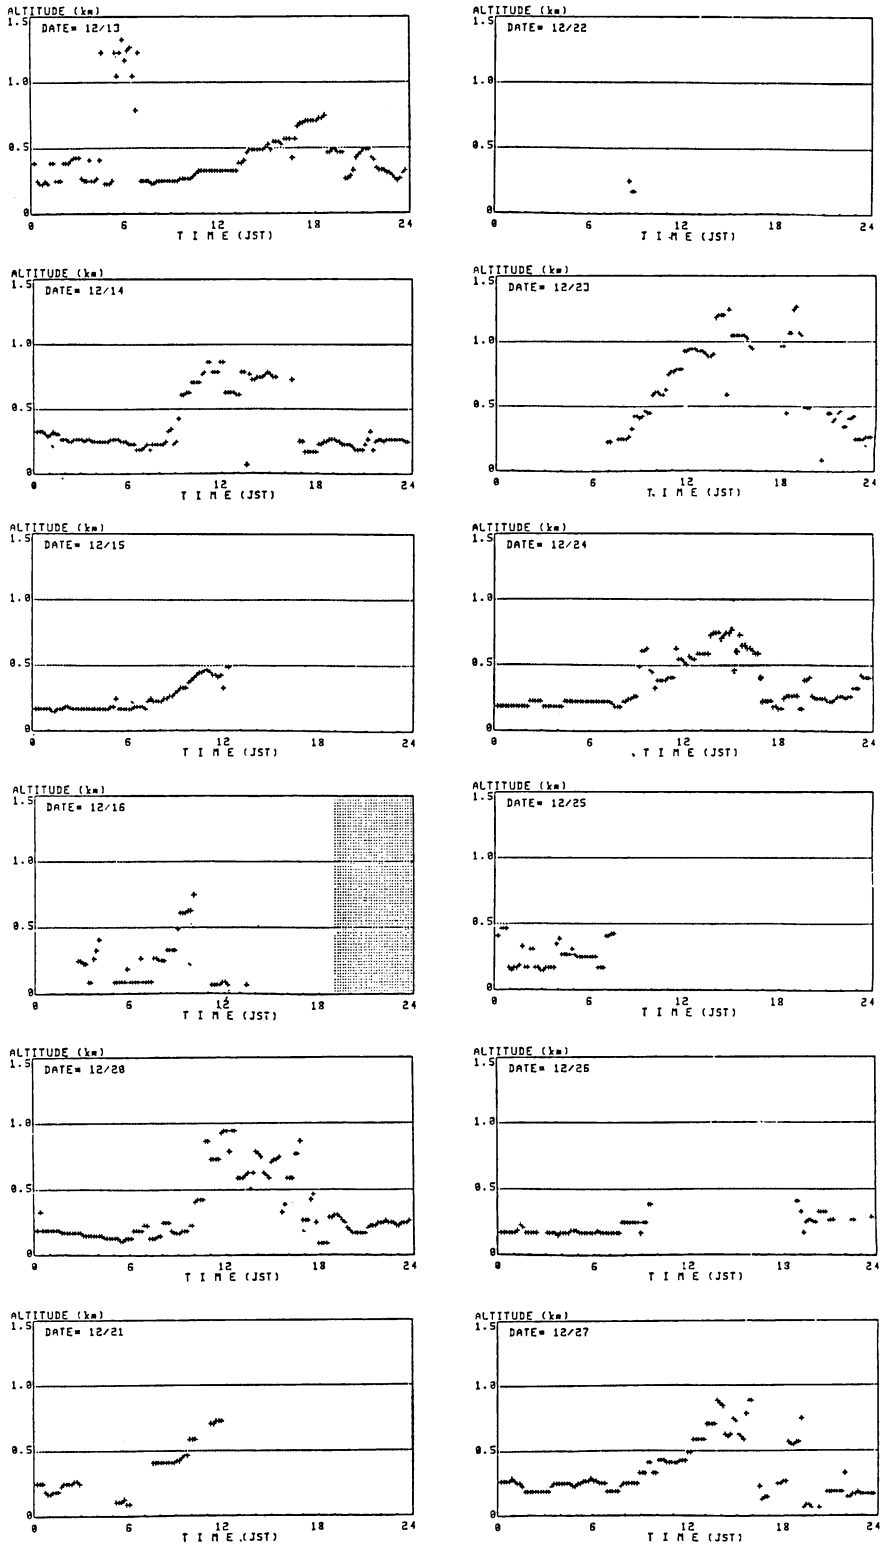 ALTITUDE (km)
1.5
DATE= 12/13
1.0
0.5
0
0 6 12 18 24
T I M E (JST)
ALTITUDE (km)
1.5
DATE= 12/14
1.0
0.5
0
0 6 12 18 24
T I M E (JST)
ALTITUDE (km)
1.5
DATE= 12/15
1.0
0.5
0
0 6 12 18 24
T I M E (JST)
ALTITUDE (km)
1.5
DATE= 12/16
1.0
0.5
0
0 6 12 18 24
T I M E (JST)
ALTITUDE (km)
1.5
DATE= 12/20
1.0
0.5
0
0 6 12 18 24
T I M E (JST)
ALTITUDE (km)
1.5
DATE= 12/21
1.0
0.5
0
0 6 12 18 24
T I M E (JST)
ALTITUDE (km)
1.5
DATE= 12/22
1.0
0.5
0
0 6 12 18 24
T I M E (JST)
ALTITUDE (km)
1.5
DATE= 12/23
1.0
0.5
0
0 6 12 18 24
T I M E (JST)
ALTITUDE (km)
1.5
DATE= 12/24
1.0
0.5
0
0 6 12 18 24
T I M E (JST)
ALTITUDE (km)
1.5
DATE= 12/25
1.0
0.5
0
0 6 12 18 24
T I M E (JST)
ALTITUDE (km)
1.5
DATE= 12/26
1.0
0.5
0
0 6 12 18 24
T I M E (JST)
ALTITUDE (km)
1.5
DATE= 12/27
1.0
0.5
0
0 6 12 18 24
T I M E (JST)